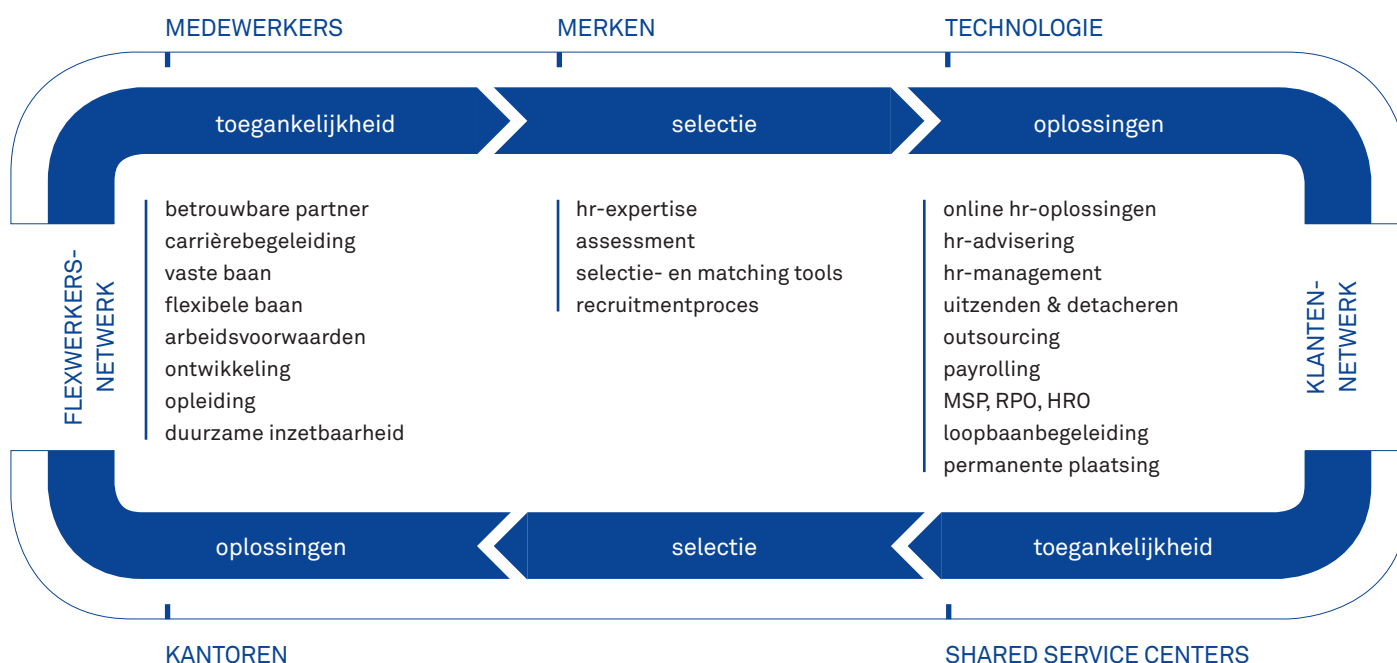 MEDEWERKERS
MERKEN
TECHNOLOGIE
toegankelijkheid
selectie
oplossingen
FLEXWERKERS-
NETWERK
betrouwbare partner
carrièrebegeleiding
vaste baan
flexibele baan
arbeidsvoorwaarden
ontwikkeling
opleiding
duurzame inzetbaarheid
hr-expertise
assessment
selectie- en matching tools
recruitmentproces
online hr-oplossingen
hr-advisering
hr-management
uitzenden & detacheren
outsourcing
payrolling
MSP, RPO, HRO
loopbaanbegeleiding
permanente plaatsing
KLANTEN-
NETWERK
oplossingen
selectie
toegankelijkheid
KANTOREN
SHARED SERVICE CENTERS